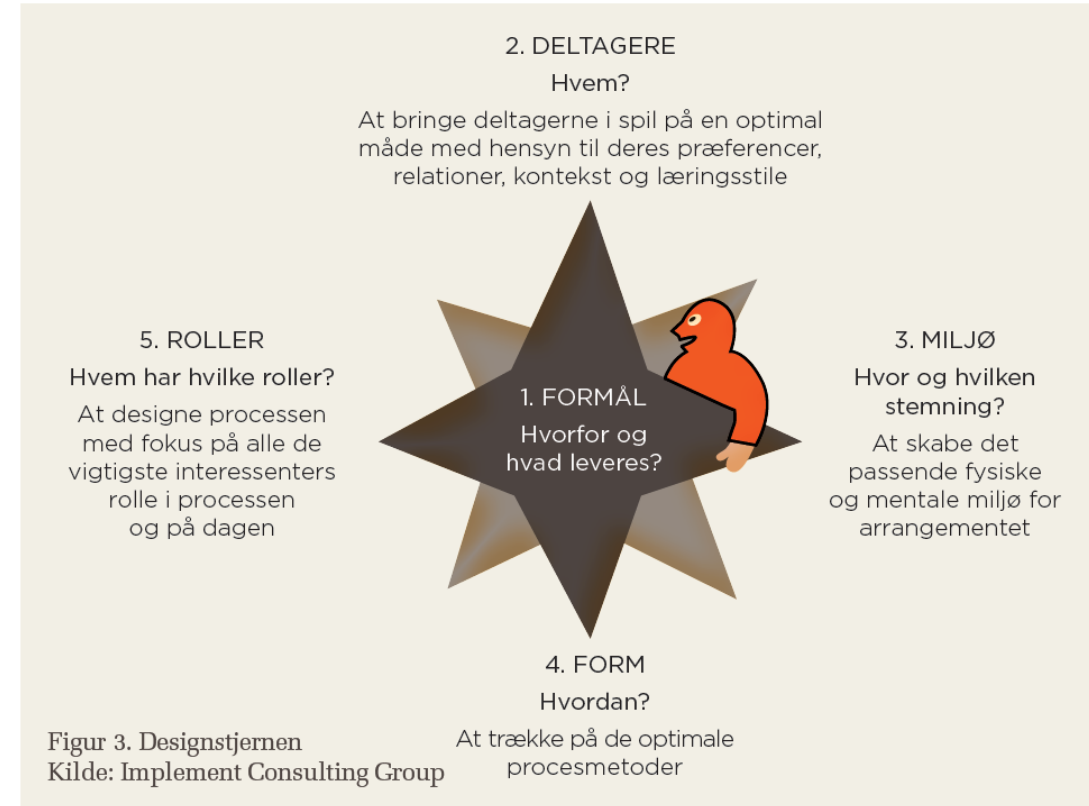 2. DELTAGERE
Hvem?
At bringe deltagerne i spil på en optimal
måde med hensyn til deres præferencer,
relationer, kontekst og læringsstile
5. ROLLER
Hvem har hvilke roller?
At designe processen
med fokus på alle de
vigtigste interessenters
rolle i processen
og på dagen
1. FORMÅL
Hvorfor og
hvad leveres?
3. MILJØ
Hvor og hvilken
stemning?
At skabe det
passende fysiske
og mentale miljø for
arrangementet
4. FORM
Hvordan?
At trække på de optimale
procesmetoder
Figur 3. Designstjernen
Kilde: Implement Consulting Group